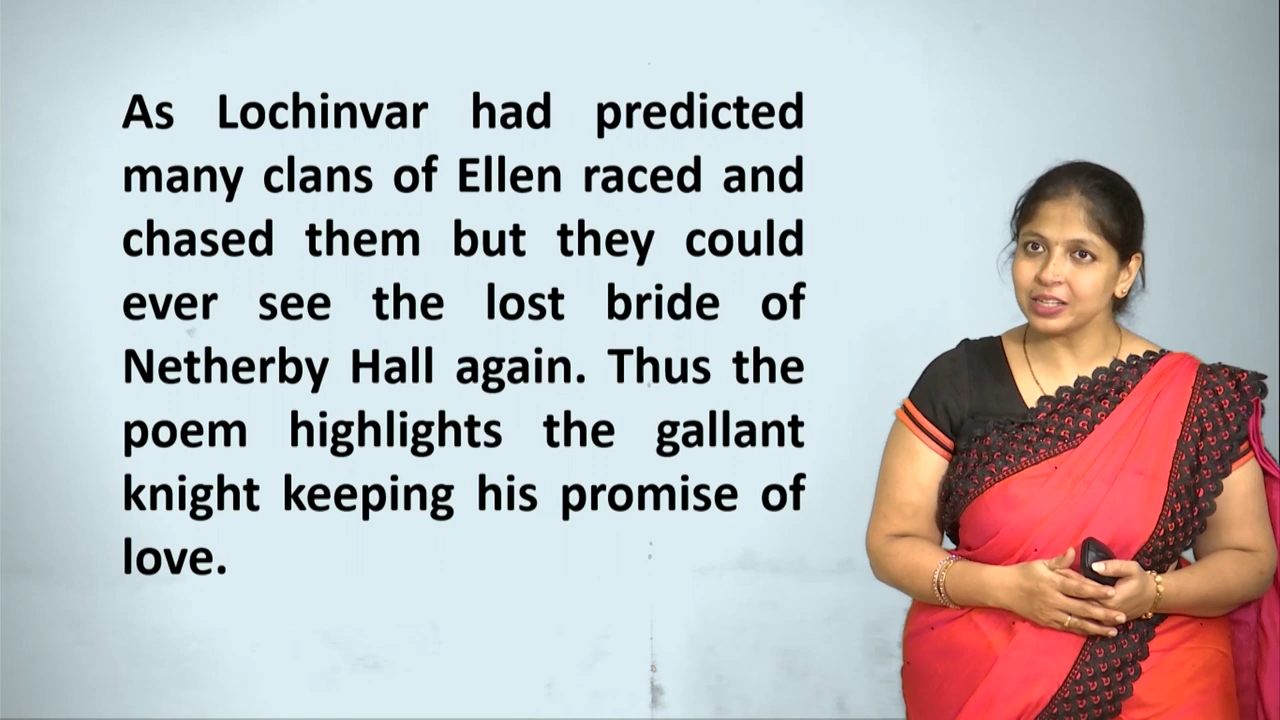 As Lochinvar had predicted
many clans of Ellen raced and
chased them but they could
ever see the lost bride of
Netherby Hall again. Thus the
poem highlights the gallant
knight keeping his promise of
love.